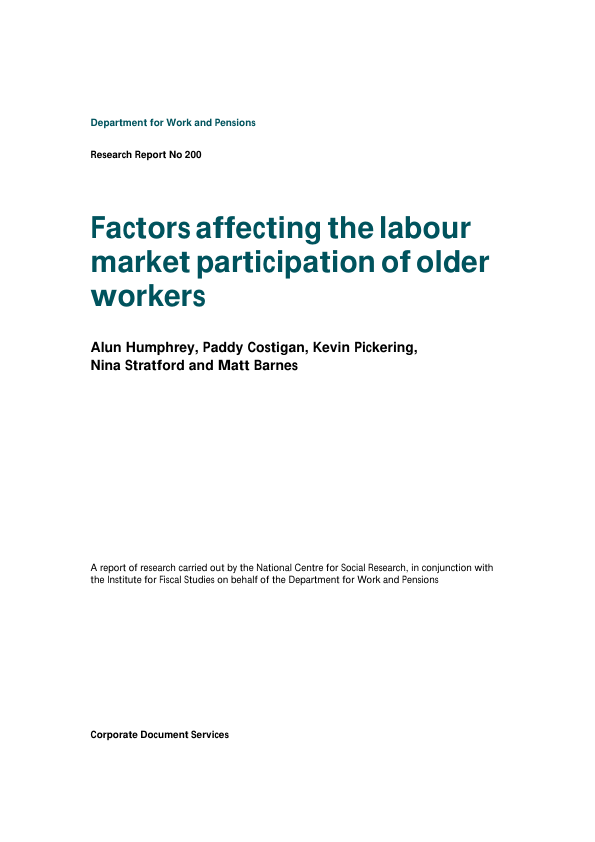 Department for Work and Pensions
Research Report No 200
Factors affecting the labour
market participation of older
workers
Alun Humphrey, Paddy Costigan, Kevin Pickering,
Nina Stratford and Matt Barnes
A report of research carried out by the National Centre for Social Research, in conjunction with
the Institute for Fiscal Studies on behalf of the Department for Work and Pensions
Corporate Document Services